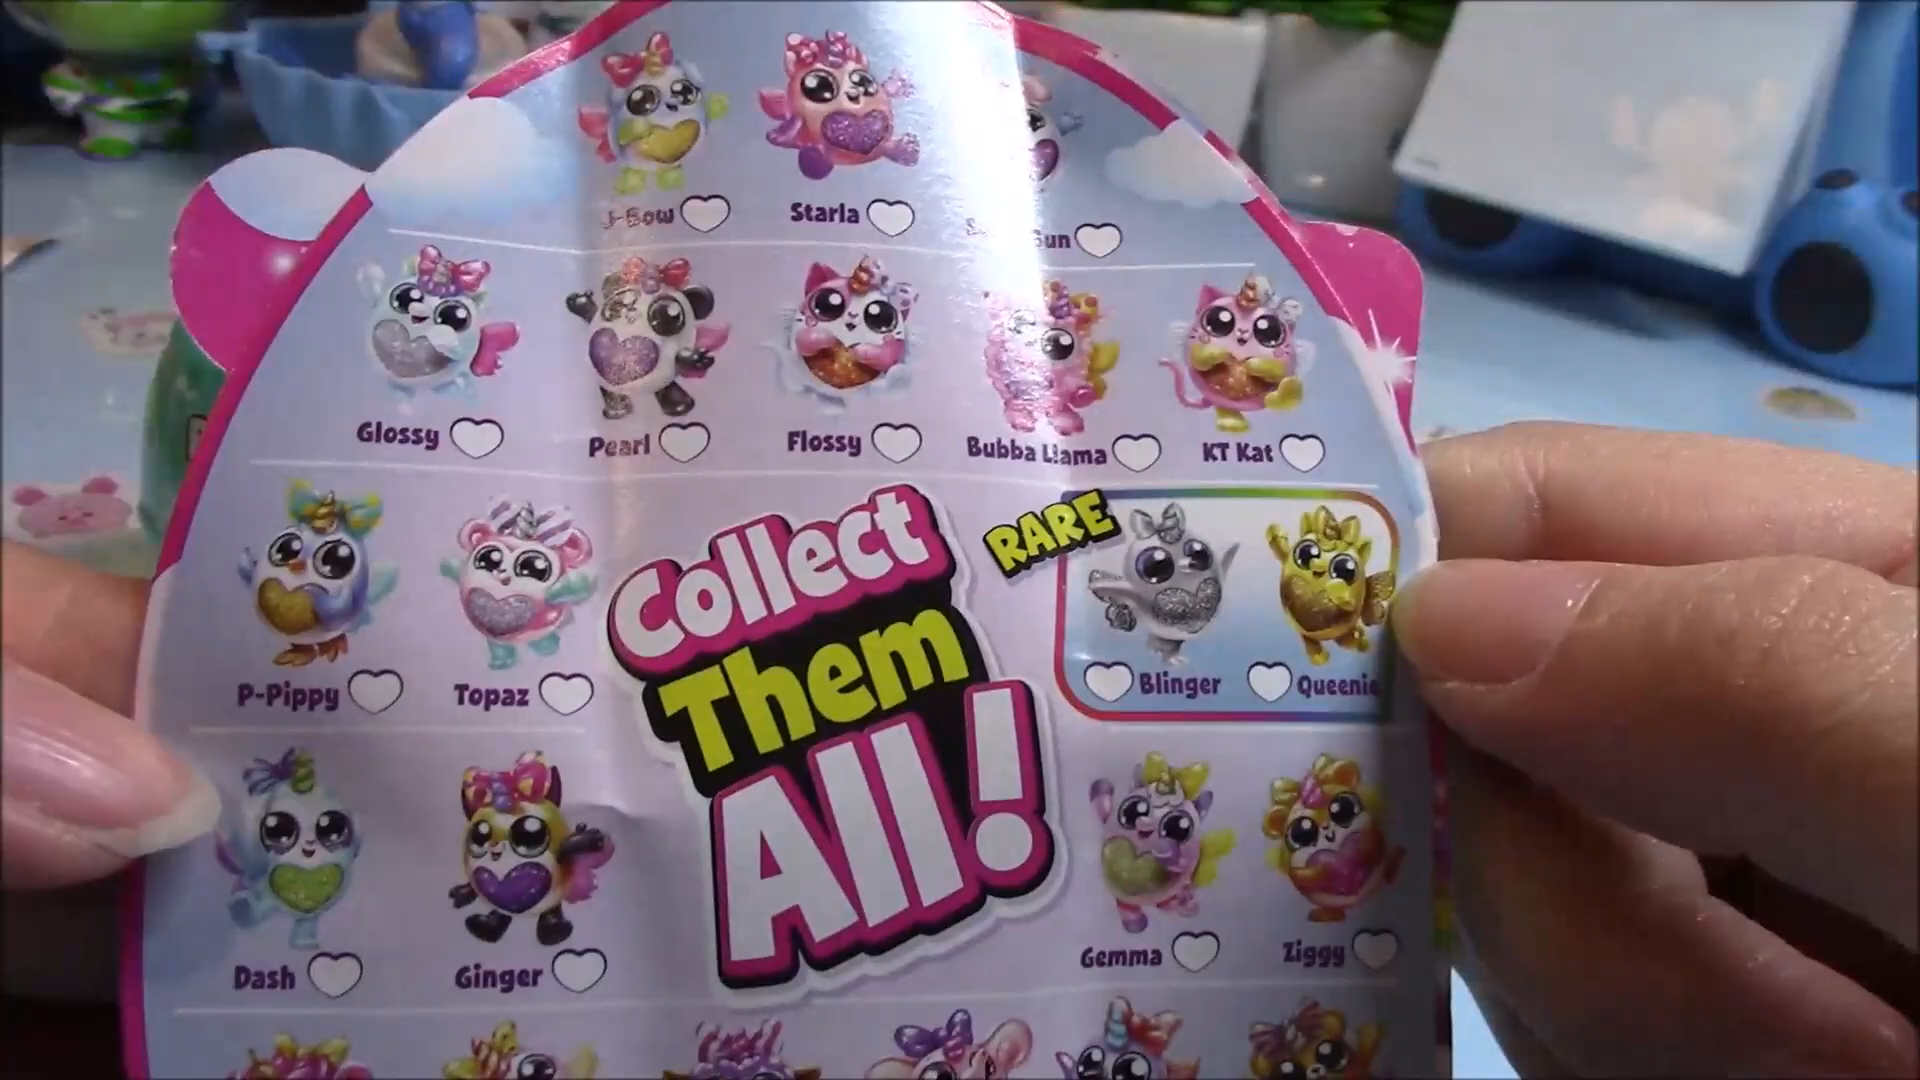 J-Bow
Starla
Glossy
Pearl
Flossy
Bubba Llama
KT Kat
P-Pippy
Topaz
Collect
Them
All!
RARE
Blinger
Queenie
Dash
Ginger
Gemma
Ziggy